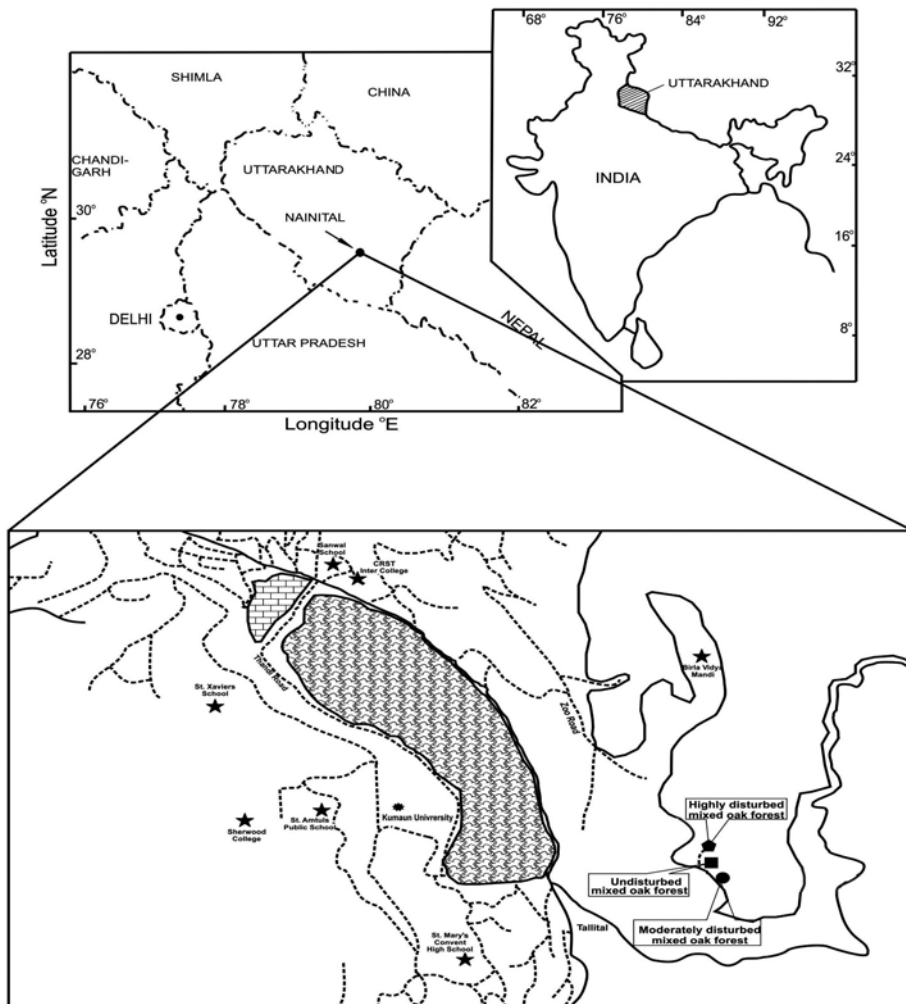 68°
76°
84°
92°
32°
UTTARAKHAND
24°
INDIA
16°
8°
SHIMLA
CHINA
CHANDI-
GARH
UTTARAKHAND
30°
NAINITAL
Latitude °N
DELHI
NEPAL
UTTAR PRADESH
28°
76°
78°
80°
82°
Longitude °E
Sanwal
School
CRST
Inter College
Thandi Road
Birla Vidya
Mandi
St. Xaviers
School
Zoo Road
Highly disturbed
mixed oak forest
St. Amtuls
Public School
Kumaun Univrersity
Sherwood
College
Undisturbed
mixed oak forest
Tallital
Moderately disturbed
mixed oak forest
St. Mary's
Convent
High School